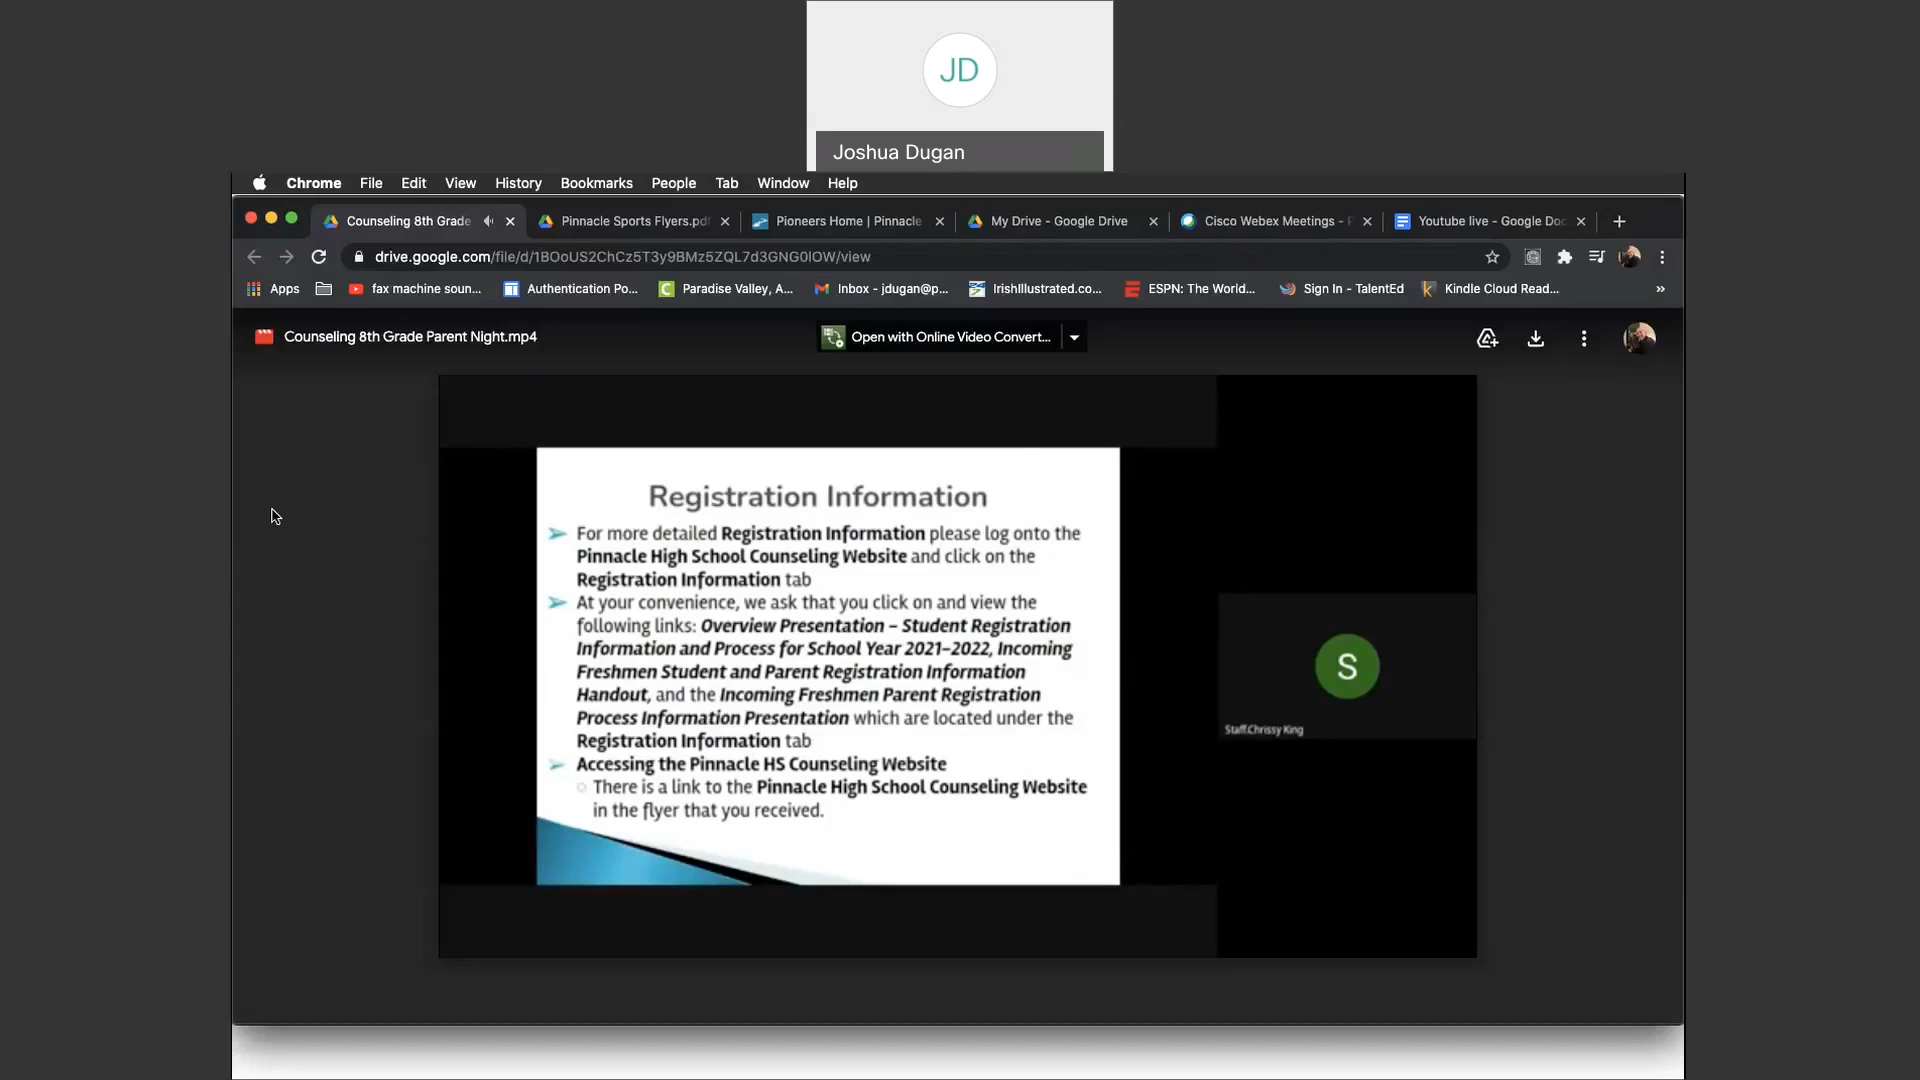 JD
Joshua Dugan
Chrome File Edit View History Bookmarks People Tab Window Help
Counseling 8th Grade Pinnacle Sports Flyers.pdf Pioneers Home | Pinnacle My Drive - Google Drive Cisco Webex Meetings - Youtube live - Google Doc
drive.google.com/file/d/1BOoUS2ChCz5T3y9BMz5ZQL7d3GNG0lOW/view
Apps fax machine soun... Authentication Po... Paradise Valley, A... Inbox - jdugan@p... IrishIllustrated.co... ESPN: The World... Sign In - TalentEd Kindle Cloud Read... »
Counseling 8th Grade Parent Night.mp4 Open with Online Video Convert...
Registration Information
For more detailed Registration Information please log onto the
Pinnacle High School Counseling Website and click on the
Registration Information tab
At your convenience, we ask that you click on and view the
following links: Overview Presentation – Student Registration
Information and Process for School Year 2021-2022, Incoming
Freshmen Student and Parent Registration Information
Handout, and the Incoming Freshmen Parent Registration
Process Information Presentation which are located under the
Registration Information tab
Accessing the Pinnacle HS Counseling Website
There is a link to the Pinnacle High School Counseling Website
in the flyer that you received.
S
Staff.Chrissy King